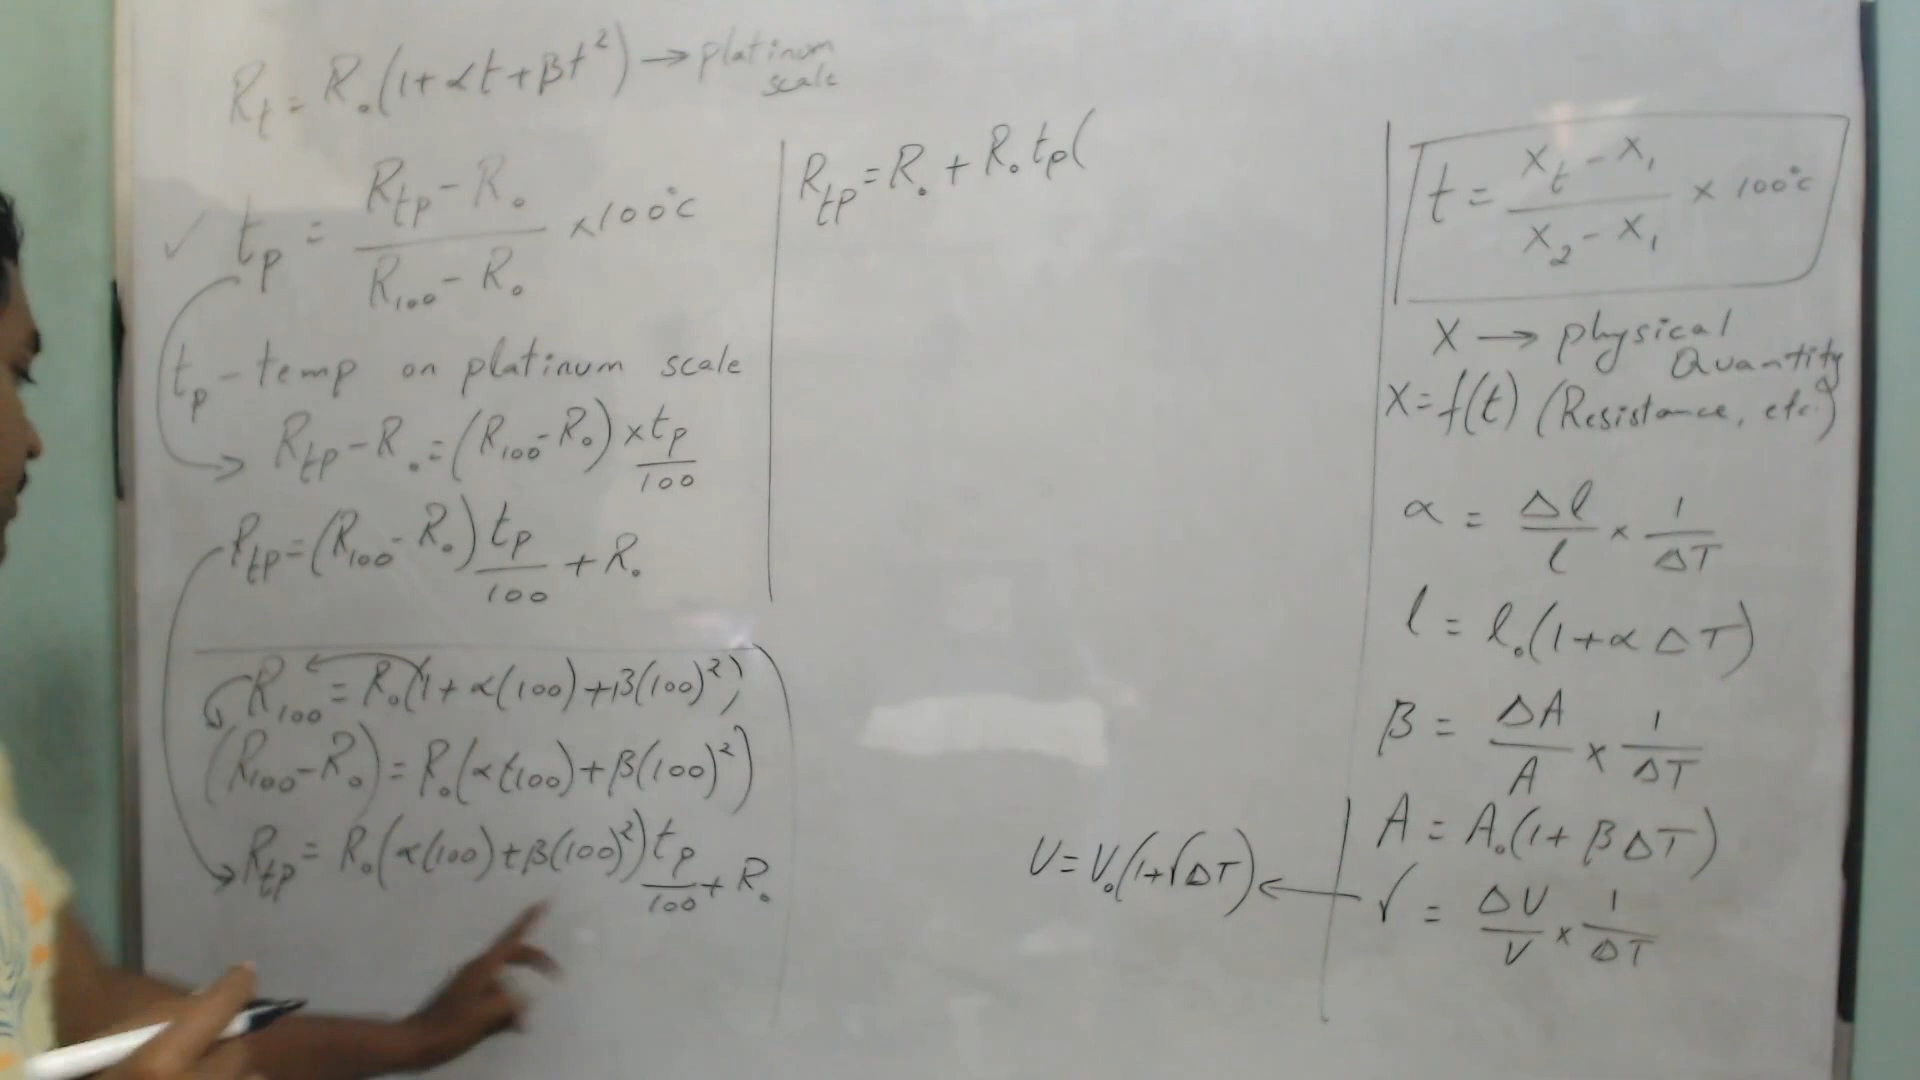 Rₜ = R₀(1+αt+βt²) → platinum
scale
✓ tₚ = (Rₜₚ - R₀)/(R₁₀₀ - R₀) × 100°C
tₚ - temp on platinum scale
Rₜₚ - R₀ = (R₁₀₀ - R₀) × tₚ/100
Rₜₚ = (R₁₀₀ - R₀) tₚ/100 + R₀
R₁₀₀ = R₀(1+α(100)+β(100)²)
(R₁₀₀ - R₀) = R₀(α(100)+β(100)²)
Rₜₚ = R₀(α(100)+β(100)²) tₚ/100 + R₀
Rₜₚ = R₀ + R₀tₚ(
t = (Xₜ - X₁)/(X₂ - X₁) × 100°C
X → physical
Quantity
X = f(t) (Resistance, etc.)
α = Δl/l × 1/ΔT
l = l₀(1+αΔT)
β = ΔA/A × 1/ΔT
A = A₀(1+βΔT)
γ = ΔV/V × 1/ΔT
V = V₀(1+γΔT) ←